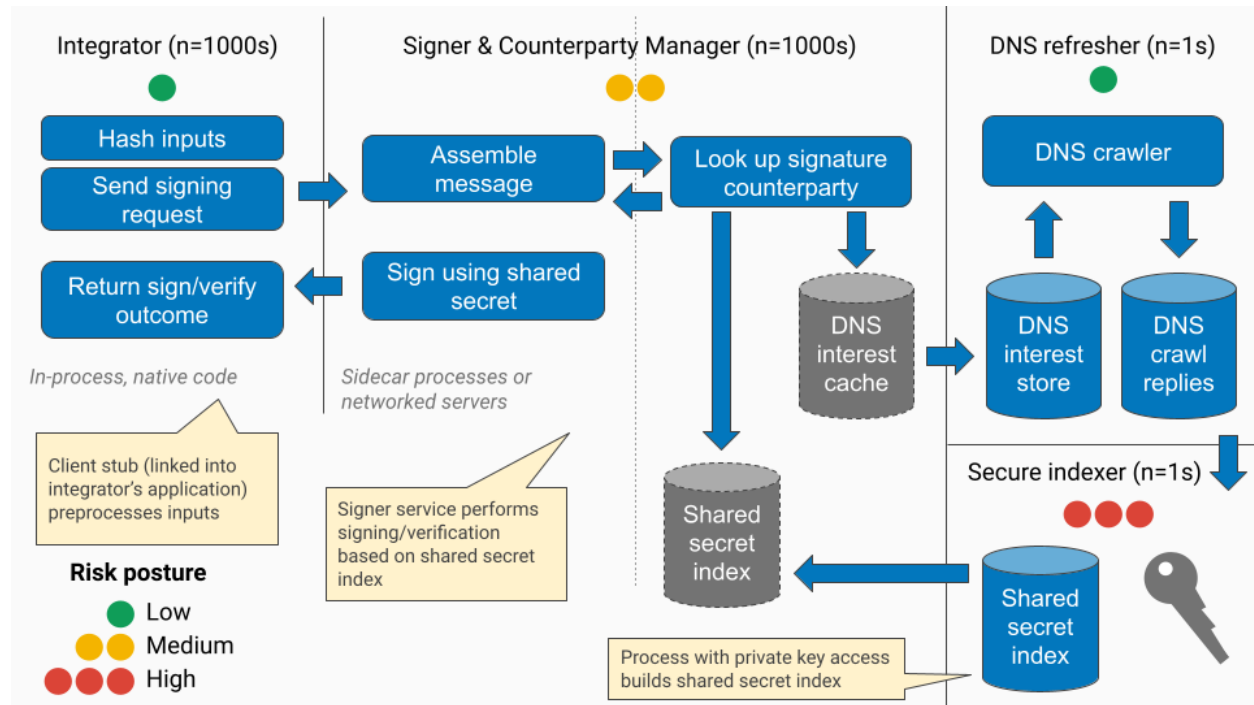 Integrator (n=1000s)
Hash inputs
Send signing
request
Return sign/verify
outcome
In-process, native code
Client stub (linked into
integrator's application)
preprocesses inputs
Risk posture
Low
Medium
High
Signer & Counterparty Manager (n=1000s)
Assemble
message
Look up signature
counterparty
Sign using shared
secret
Sidecar processes or
networked servers
Signer service performs
signing/verification
based on shared secret
index
DNS
interest
cache
Shared
secret
index
DNS refresher (n=1s)
DNS crawler
DNS
interest
store
DNS
crawl
replies
Secure indexer (n=1s)
Shared
secret
index
Process with private key access
builds shared secret index